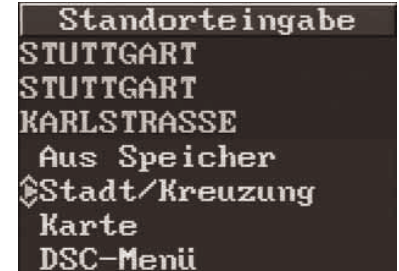 Standorteingabe
STUTTGART
STUTTGART
KARLSTRASSE
Aus Speicher
Stadt/Kreuzung
Karte
DSC-Menü